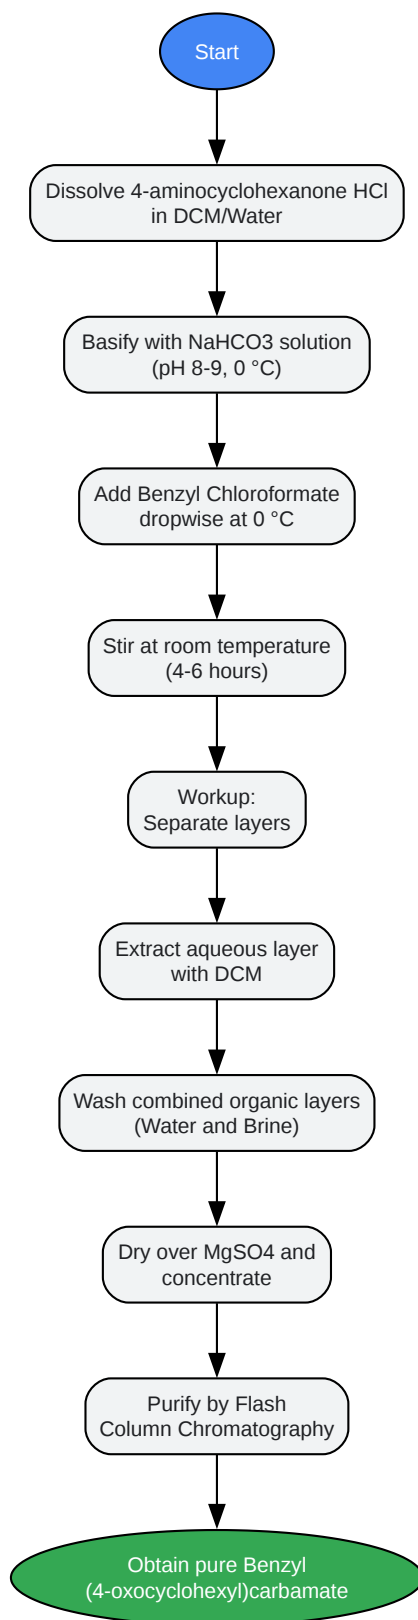 Start
Dissolve 4-aminocyclohexanone HCl
in DCM/Water
Basify with NaHCO3 solution
(pH 8-9, 0 °C)
Add Benzyl Chloroformate
dropwise at 0 °C
Stir at room temperature
(4-6 hours)
Workup:
Separate layers
Extract aqueous layer
with DCM
Wash combined organic layers
(Water and Brine)
Dry over MgSO4 and
concentrate
Purify by Flash
Column Chromatography
Obtain pure Benzyl
(4-oxocyclohexyl)carbamate